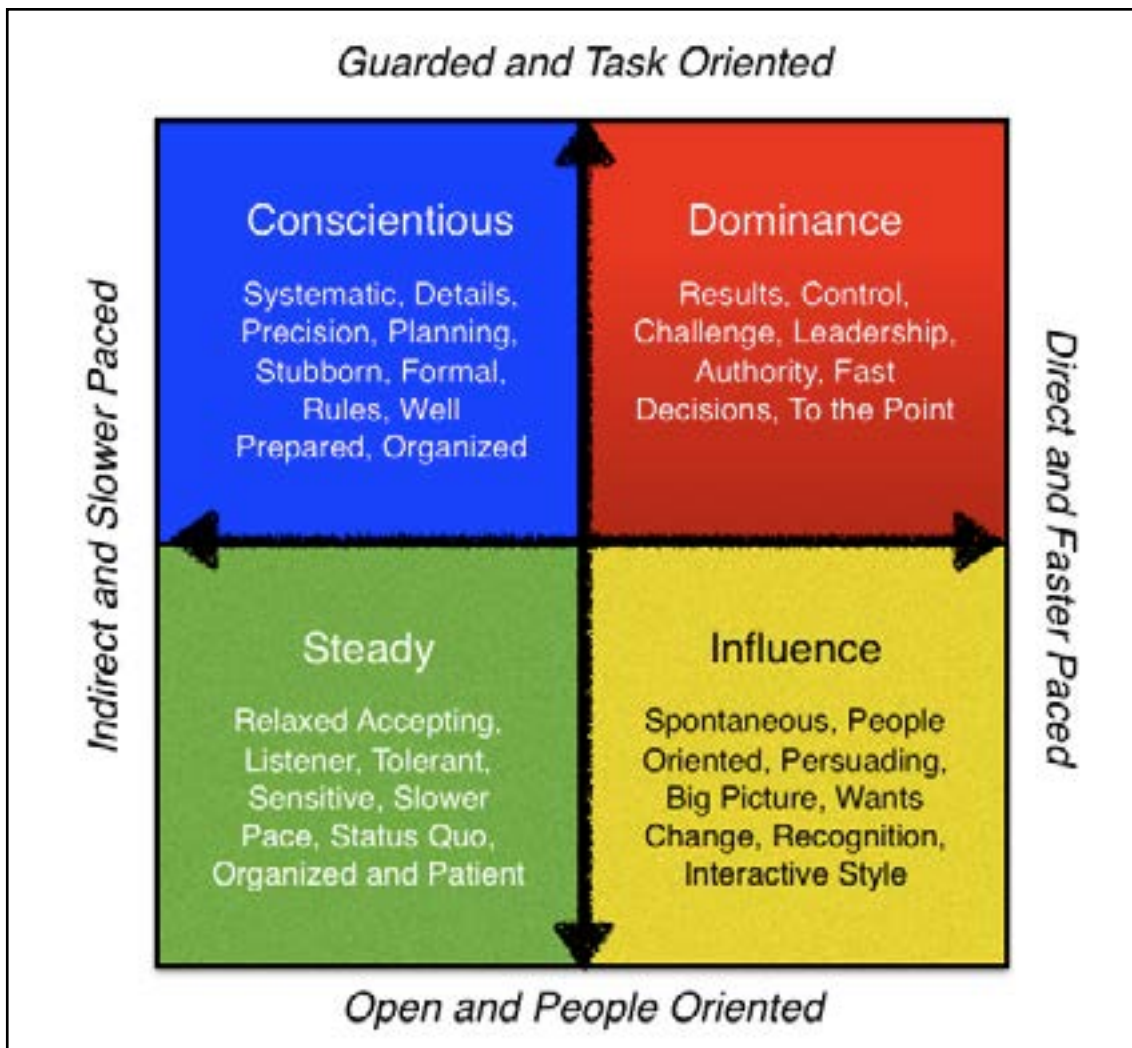 Guarded and Task Oriented
Indirect and Slower Paced
Conscientious
Systematic, Details,
Precision, Planning,
Stubborn, Formal,
Rules, Well
Prepared, Organized
Dominance
Results, Control,
Challenge, Leadership,
Authority, Fast
Decisions, To the Point
Direct and Faster Paced
Steady
Relaxed Accepting,
Listener, Tolerant,
Sensitive, Slower
Pace, Status Quo,
Organized and Patient
Influence
Spontaneous, People
Oriented, Persuading,
Big Picture, Wants
Change, Recognition,
Interactive Style
Open and People Oriented